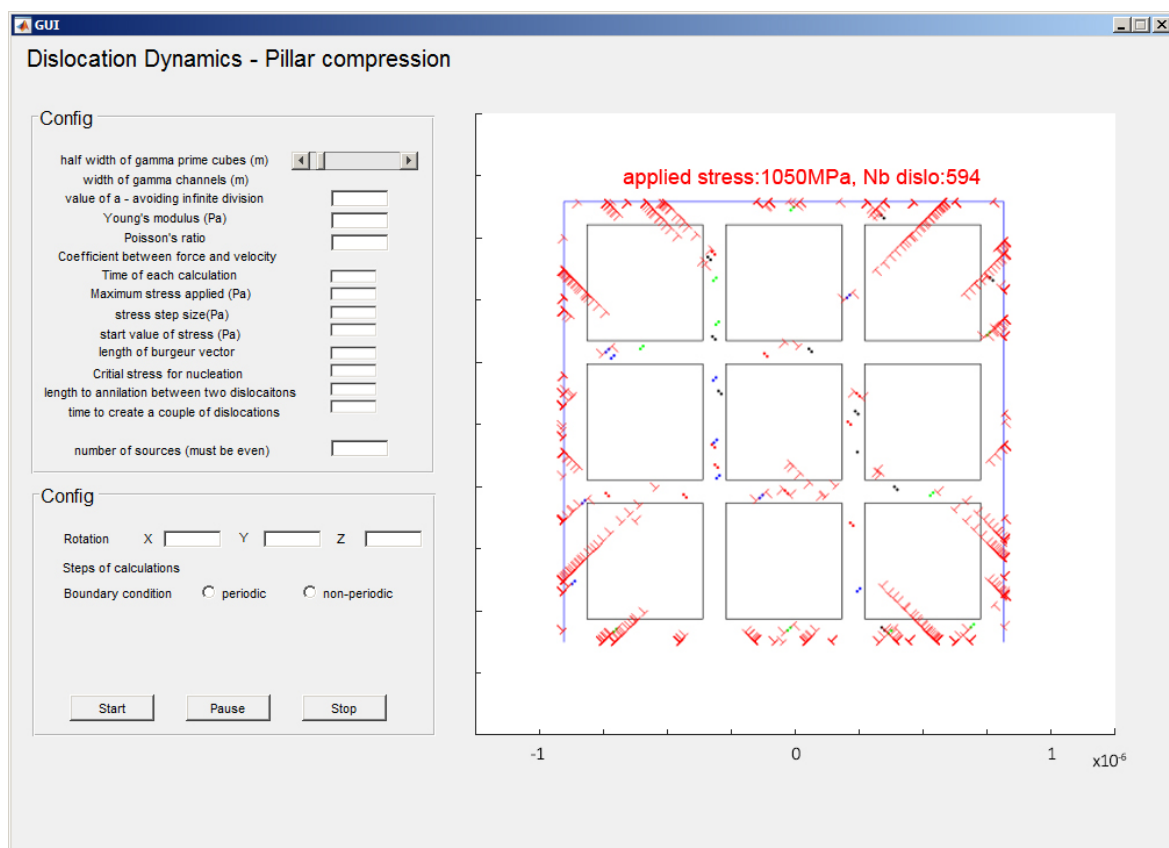 GUI
Dislocation Dynamics - Pillar compression
Config
half width of gamma prime cubes (m)
width of gamma channels (m)
value of a - avoiding infinite division
Young's modulus (Pa)
Poisson's ratio
Coefficient between force and velocity
Time of each calculation
Maximum stress applied (Pa)
stress step size(Pa)
start value of stress (Pa)
length of burgeur vector
Critial stress for nucleation
length to annilation between two dislocaitons
time to create a couple of dislocations
number of sources (must be even)
Config
Rotation X Y Z
Steps of calculations
Boundary condition periodic non-periodic
Start Pause Stop
applied stress:1050MPa, Nb dislo:594
-1 0 1
x10-6